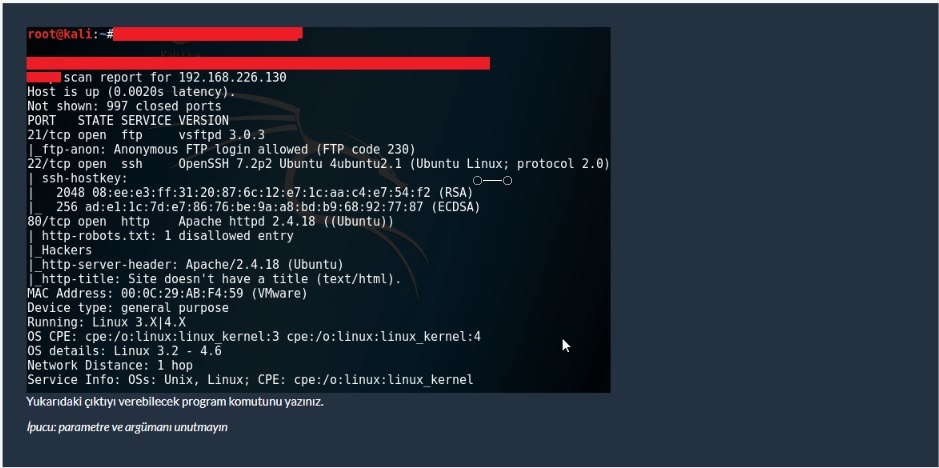 root@kali:~#
scan report for 192.168.226.130
Host is up (0.0020s latency).
Not shown: 997 closed ports
PORT   STATE SERVICE VERSION
21/tcp open  ftp     vsftpd 3.0.3
|_ftp-anon: Anonymous FTP login allowed (FTP code 230)
22/tcp open  ssh     OpenSSH 7.2p2 Ubuntu 4ubuntu2.1 (Ubuntu Linux; protocol 2.0)
| ssh-hostkey:
|   2048 08:ee:e3:ff:31:20:87:6c:12:e7:1c:aa:c4:e7:54:f2 (RSA)
|_  256 ad:e1:1c:7d:e7:86:76:be:9a:a8:bd:b9:68:92:77:87 (ECDSA)
80/tcp open  http    Apache httpd 2.4.18 ((Ubuntu))
| http-robots.txt: 1 disallowed entry
|_Hackers
|_http-server-header: Apache/2.4.18 (Ubuntu)
|_http-title: Site doesn't have a title (text/html).
MAC Address: 00:0C:29:AB:F4:59 (VMware)
Device type: general purpose
Running: Linux 3.X|4.X
OS CPE: cpe:/o:linux:linux_kernel:3 cpe:/o:linux:linux_kernel:4
OS details: Linux 3.2 - 4.6
Network Distance: 1 hop
Service Info: OSs: Unix, Linux; CPE: cpe:/o:linux:linux_kernel
Yukarıdaki çıktıyı verebilecek program komutunu yazınız.
İpucu: parametre ve argümanı unutmayın